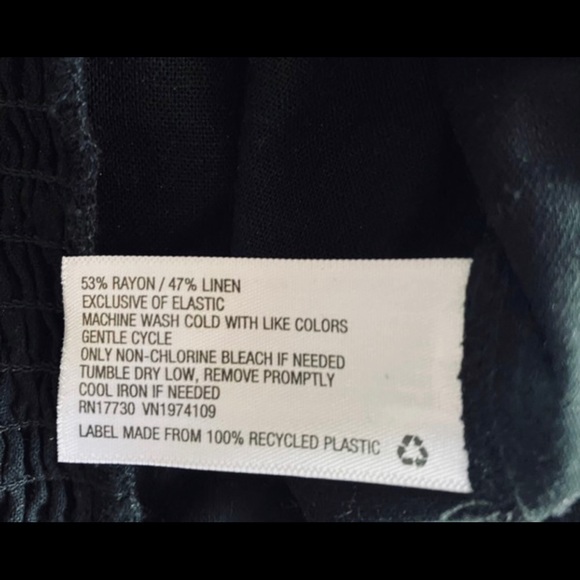 53% RAYON / 47% LINEN
EXCLUSIVE OF ELASTIC
MACHINE WASH COLD WITH LIKE COLORS
GENTLE CYCLE
ONLY NON-CHLORINE BLEACH IF NEEDED
TUMBLE DRY LOW, REMOVE PROMPTLY
COOL IRON IF NEEDED
RN17730 VN1974109
LABEL MADE FROM 100% RECYCLED PLASTIC